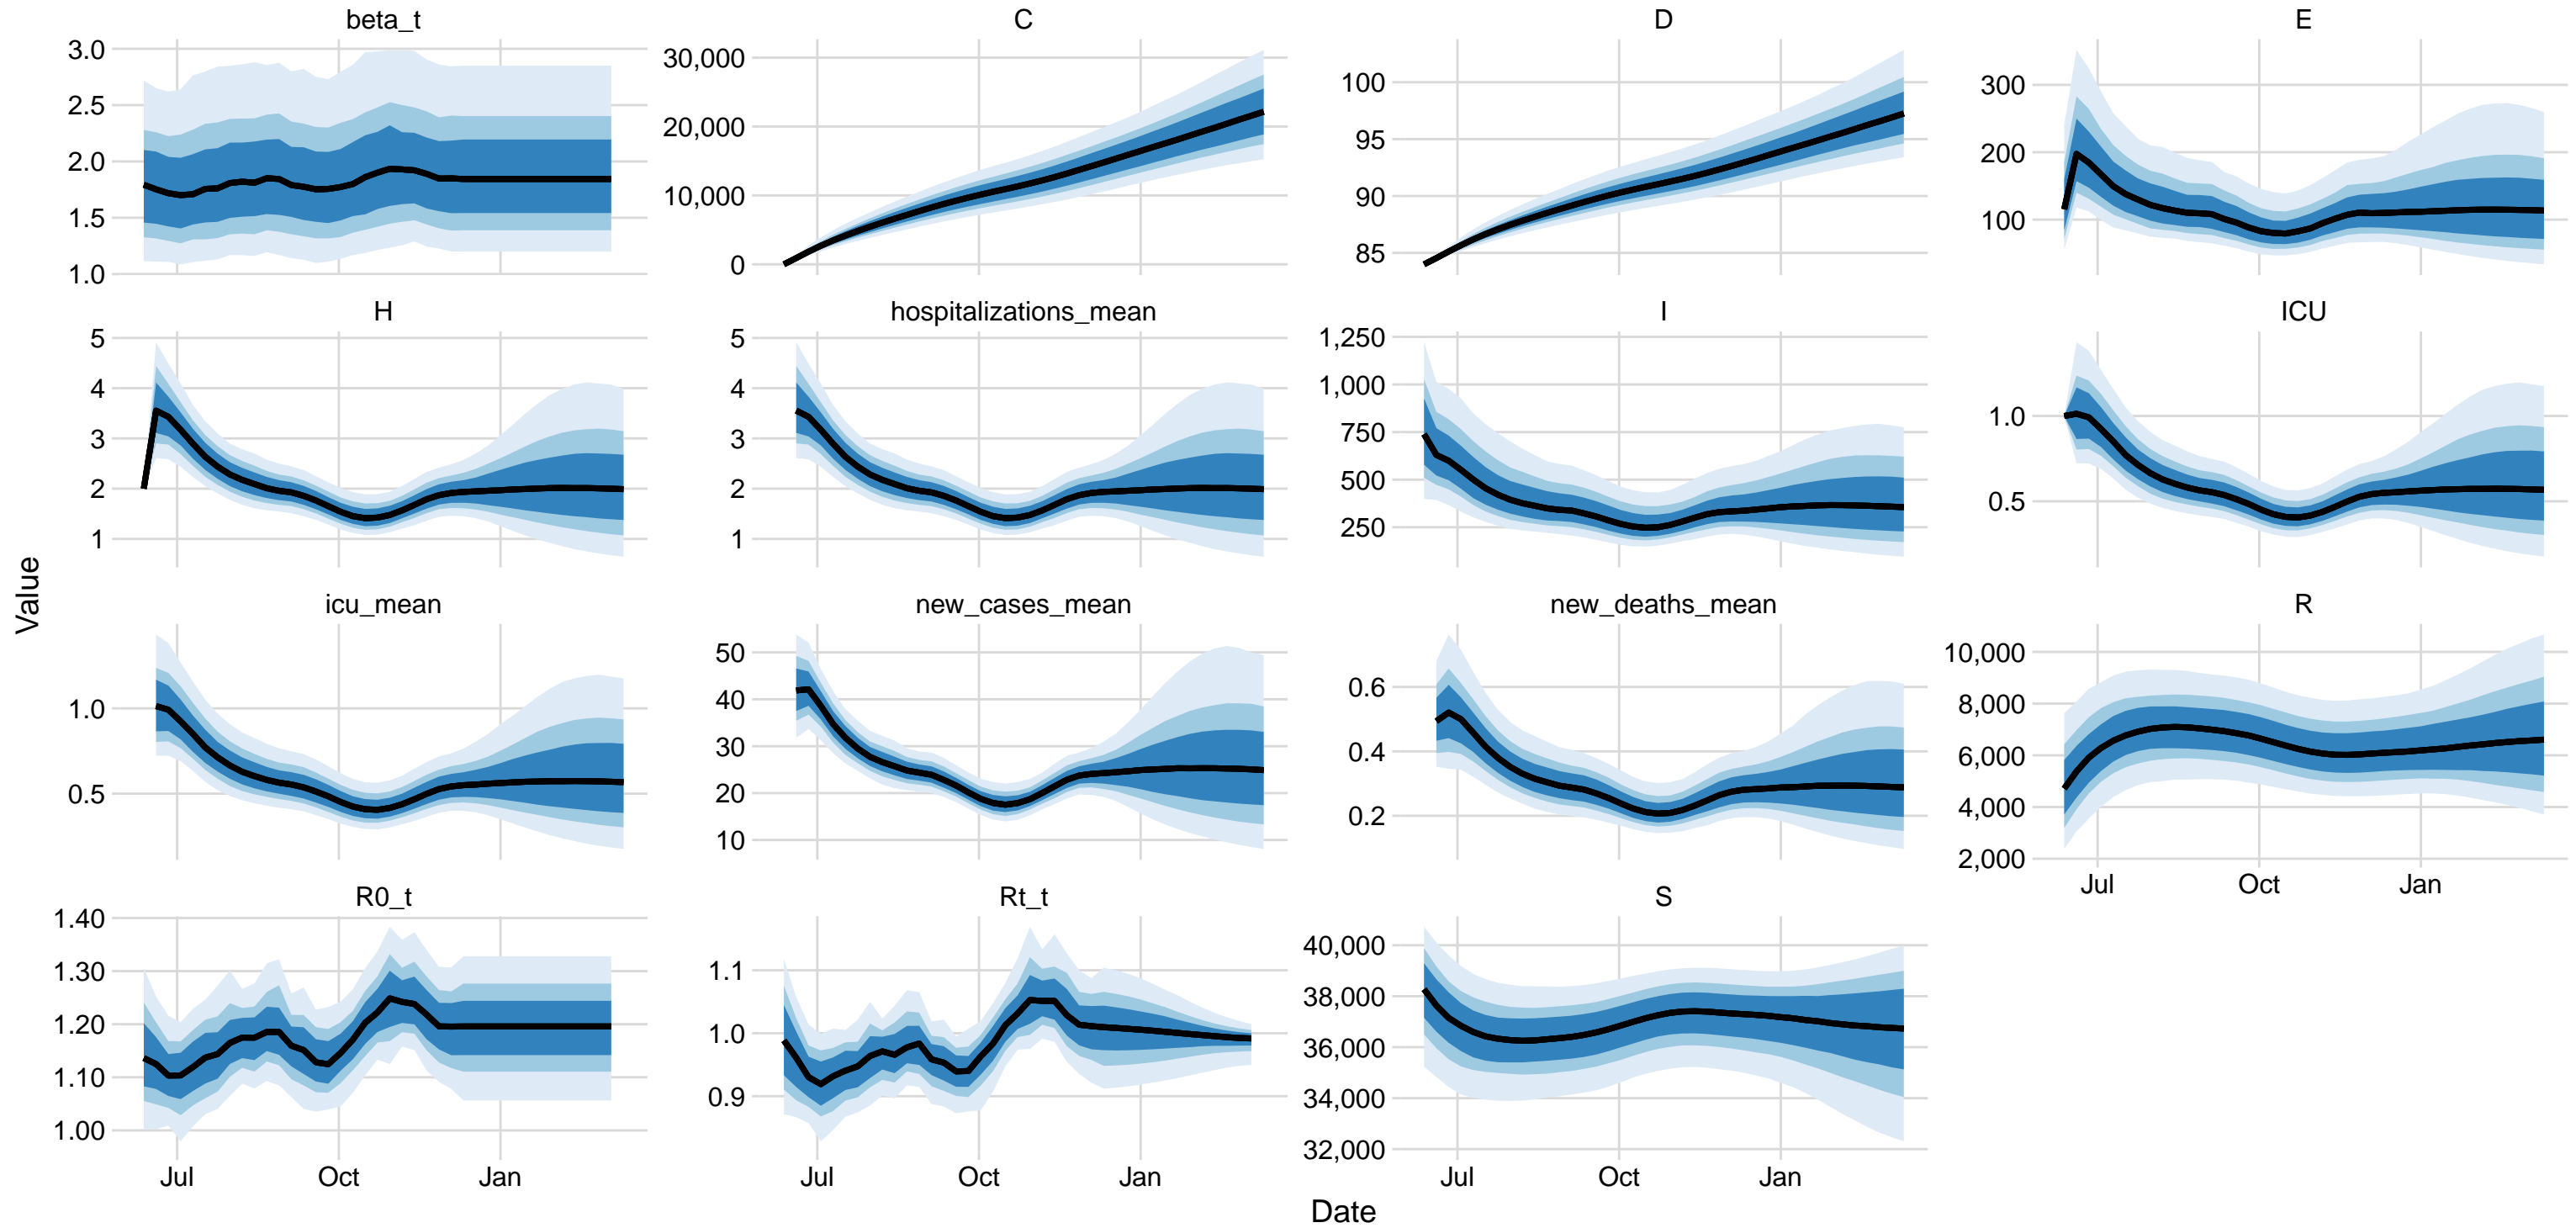 beta_t
C
D
E
3.0
2.5
2.0
1.5
1.0
30,000
20,000
10,000
0
100
95
90
85
300
200
100
H
hospitalizations_mean
I
ICU
5
4
3
2
1
5
4
3
2
1
1,250
1,000
750
500
250
1.0
0.5
Value
icu_mean
new_cases_mean
new_deaths_mean
R
1.0
0.5
50
40
30
20
10
0.6
0.4
0.2
10,000
8,000
6,000
4,000
2,000
Jul Oct Jan
R0_t
Rt_t
S
1.40
1.30
1.20
1.10
1.00
1.1
1.0
0.9
40,000
38,000
36,000
34,000
32,000
Jul Oct Jan
Jul Oct Jan
Jul Oct Jan
Date